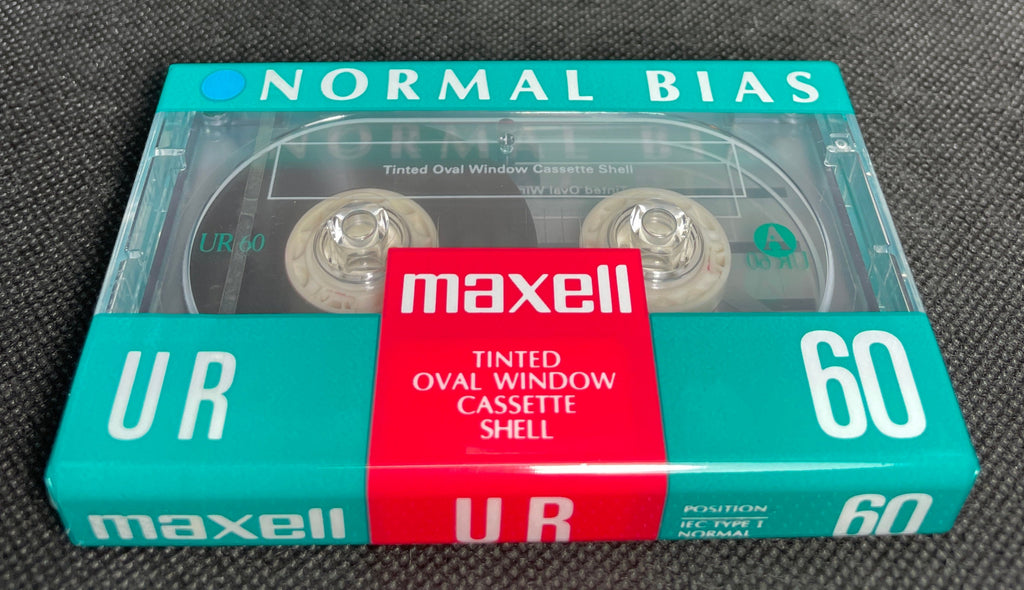 NORMAL BIAS
Tinted Oval Window Cassette Shell
UR 60
A
maxell
TINTED
OVAL WINDOW
CASSETTE
SHELL
UR
60
maxell
UR
POSITION
IEC TYPE I
NORMAL
60